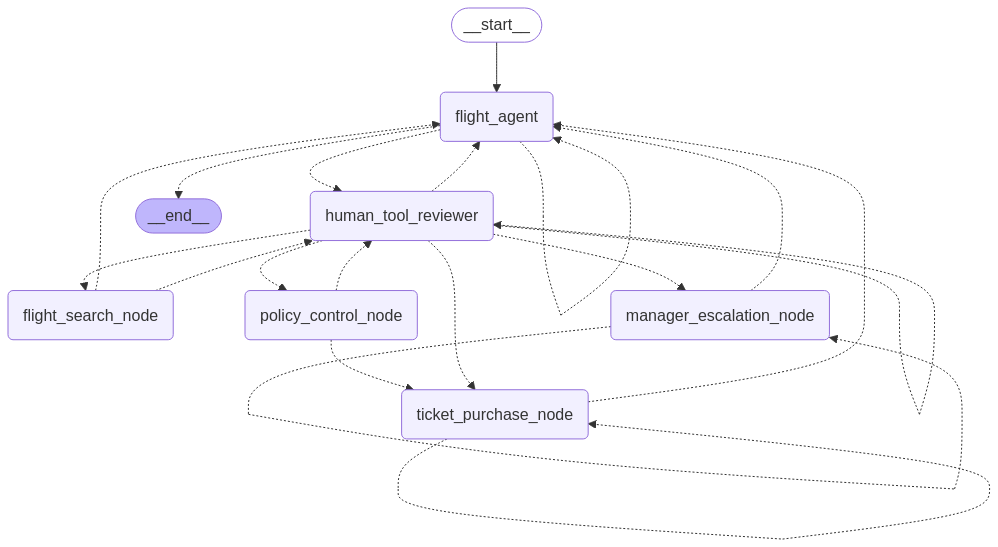 __start__
flight_agent
__end__
human_tool_reviewer
flight_search_node
policy_control_node
manager_escalation_node
ticket_purchase_node